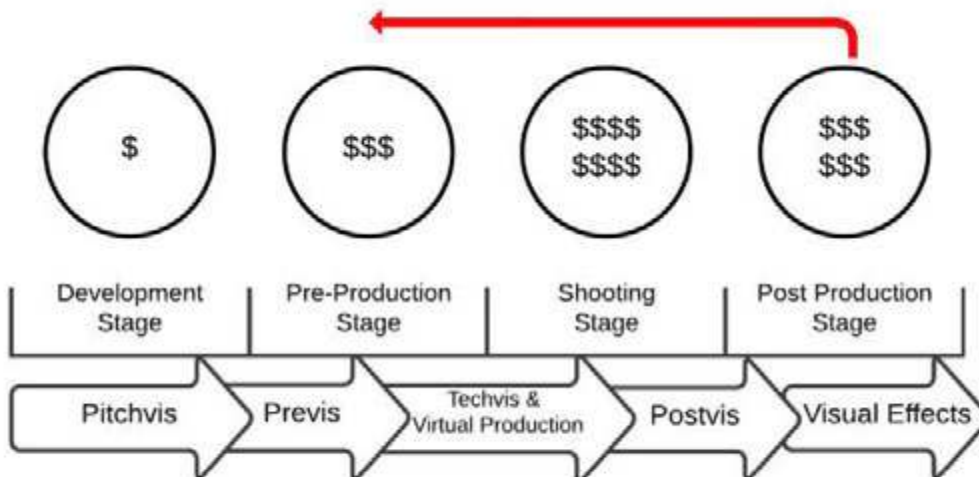 $
$$$
$$$$
$$$$
$$$
$$$
Development
Stage
Pre-Production
Stage
Shooting
Stage
Post Production
Stage
Pitchvis
Previs
Techvis &
Virtual Production
Postvis
Visual Effects